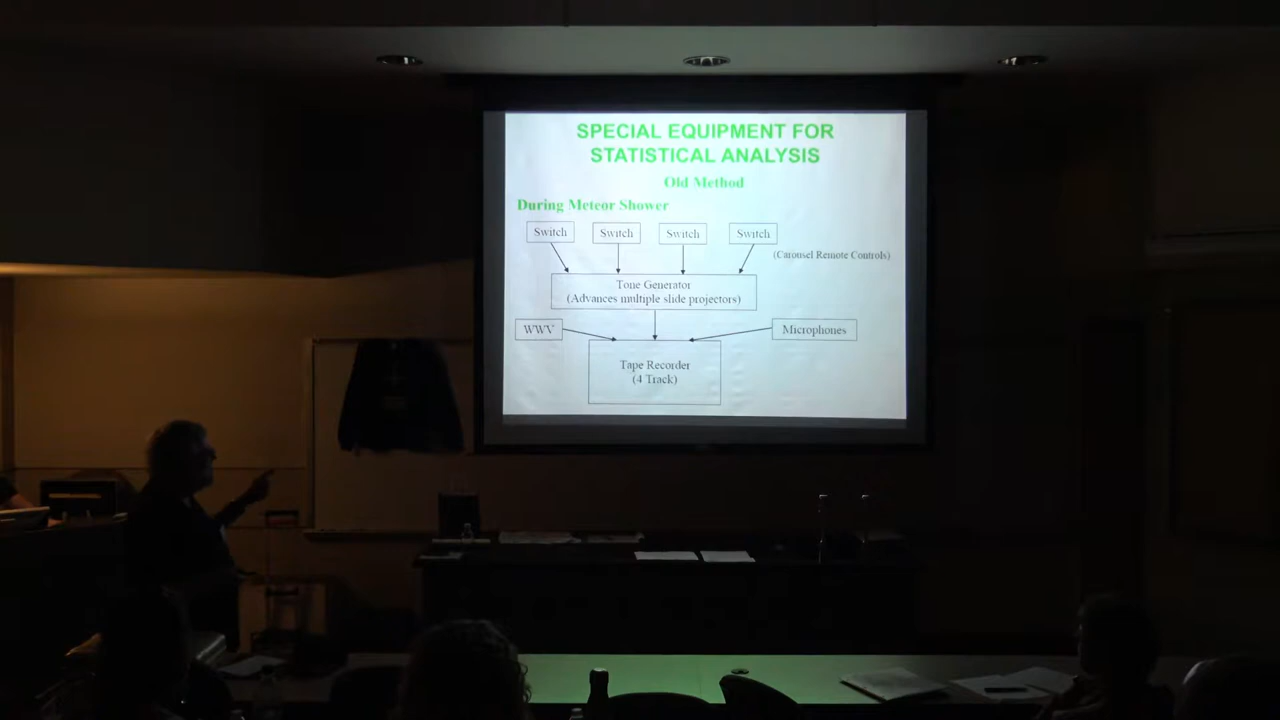 SPECIAL EQUIPMENT FOR
STATISTICAL ANALYSIS
Old Method
During Meteor Shower
Switch
Switch
Switch
Switch
(Carousel Remote Controls)
Tone Generator
(Advances multiple slide projectors)
WWV
Microphones
Tape Recorder
(4 Track)